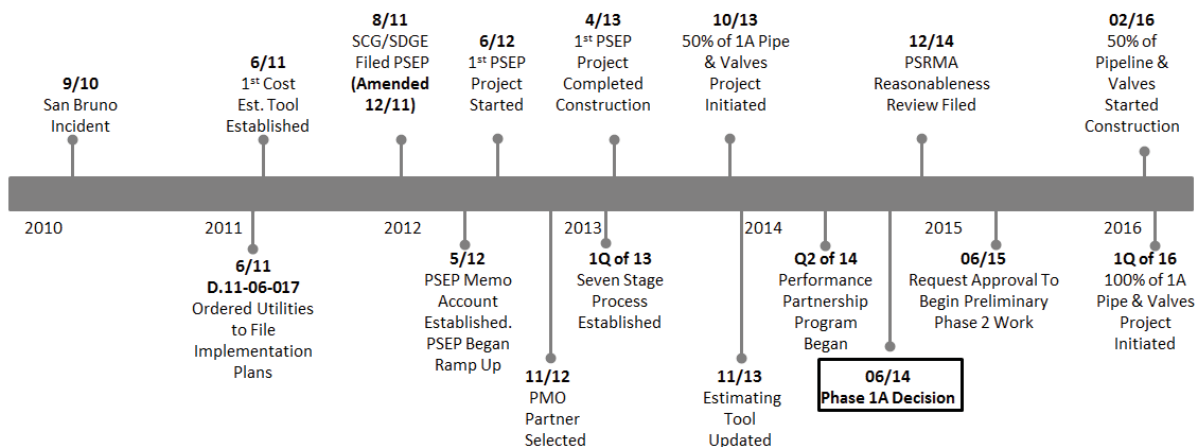 9/10
San Bruno
Incident
6/11
1st Cost
Est. Tool
Established
8/11
SCG/SDGE
Filed PSEP
(Amended
12/11)
6/12
1st PSEP
Project
Started
4/13
1st PSEP
Project
Completed
Construction
10/13
50% of 1A Pipe
& Valves
Project
Initiated
12/14
PSRMA
Reasonableness
Review Filed
02/16
50% of
Pipeline &
Valves
Started
Construction
2010
2011
2012
2013
2014
2015
2016
6/11
D.11-06-017
Ordered Utilities
to File
Implementation
Plans
5/12
PSEP Memo
Account
Established.
PSEP Began
Ramp Up
11/12
PMO
Partner
Selected
1Q of 13
Seven Stage
Process
Established
11/13
Estimating
Tool
Updated
Q2 of 14
Performance
Partnership
Program
Began
06/14
Phase 1A Decision
06/15
Request Approval To
Begin Preliminary
Phase 2 Work
1Q of 16
100% of 1A
Pipe & Valves
Project
Initiated